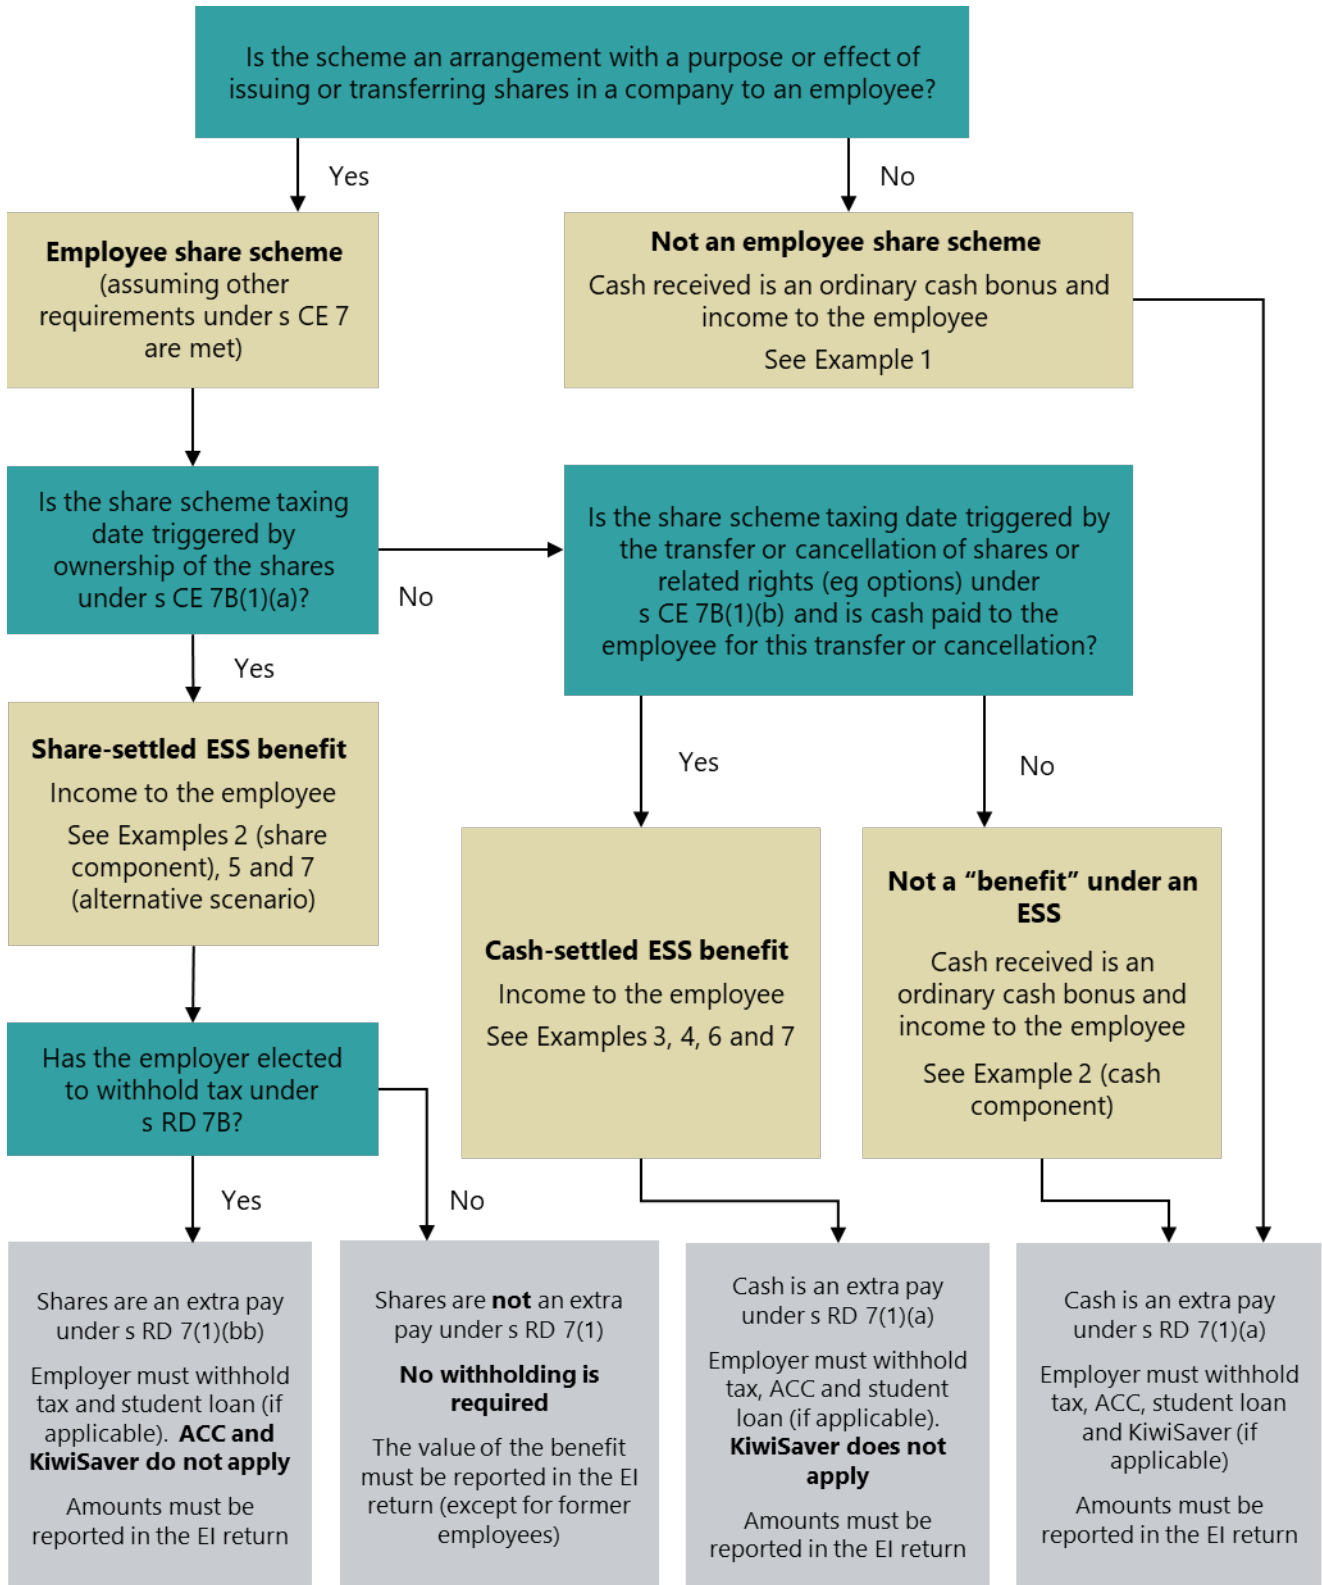 Is the scheme an arrangement with a purpose or effect of
issuing or transferring shares in a company to an employee?
Yes
No
Employee share scheme
(assuming other
requirements under s CE 7
are met)
Not an employee share scheme
Cash received is an ordinary cash bonus and
income to the employee
See Example 1
Is the share scheme taxing
date triggered by
ownership of the shares
under s CE 7B(1)(a)?
No
Is the share scheme taxing date triggered by
the transfer or cancellation of shares or
related rights (eg options) under
s CE 7B(1)(b) and is cash paid to the
employee for this transfer or cancellation?
Yes
Share-settled ESS benefit
Income to the employee
See Examples 2 (share
component), 5 and 7
(alternative scenario)
Yes
No
Cash-settled ESS benefit
Income to the employee
See Examples 3, 4, 6 and 7
Not a “benefit” under an
ESS
Cash received is an
ordinary cash bonus and
income to the employee
See Example 2 (cash
component)
Has the employer elected
to withhold tax under
s RD 7B?
Yes
No
Shares are an extra pay
under s RD 7(1)(bb)
Employer must withhold
tax and student loan (if
applicable). ACC and
KiwiSaver do not apply
Amounts must be
reported in the EI return
Shares are not an extra
pay under s RD 7(1)
No withholding is
required
The value of the benefit
must be reported in the EI
return (except for former
employees)
Cash is an extra pay
under s RD 7(1)(a)
Employer must withhold
tax, ACC and student
loan (if applicable).
KiwiSaver does not
apply
Amounts must be
reported in the EI return
Cash is an extra pay
under s RD 7(1)(a)
Employer must withhold
tax, ACC, student loan
and KiwiSaver (if
applicable)
Amounts must be
reported in the EI return